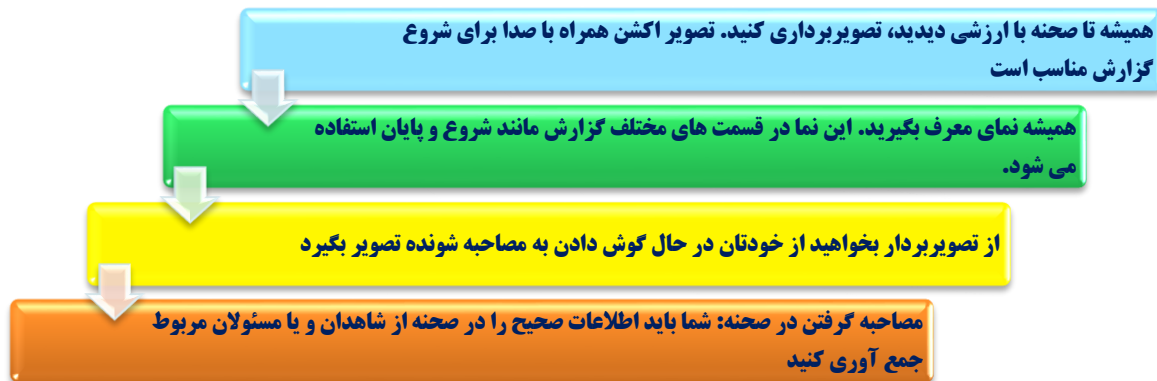 همیشه تا صحنه با ارزشی دیدید، تصویربرداری کنید. تصویر اکشن همراه با صدا برای شروع
گزارش مناسب است
همیشه نمای معرف بگیرید. این نما در قسمت های مختلف گزارش مانند شروع و پایان استفاده
می شود.
از تصویربردار بخواهید از خودتان در حال گوش دادن به مصاحبه شونده تصویر بگیرد
مصاحبه گرفتن در صحنه: شما باید اطلاعات صحیح را در صحنه از شاهدان و یا مسئولان مربوط
جمع آوری کنید